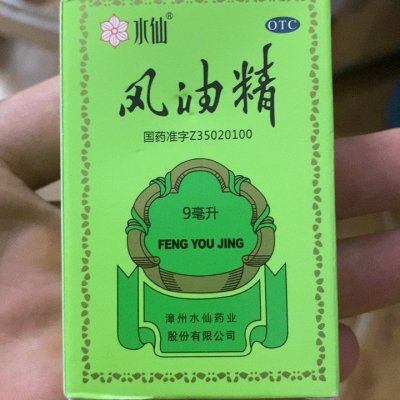 水仙®
OTC
风油精
国药准字Z35020100
9毫升
FENG YOU JING
漳州水仙药业
股份有限公司